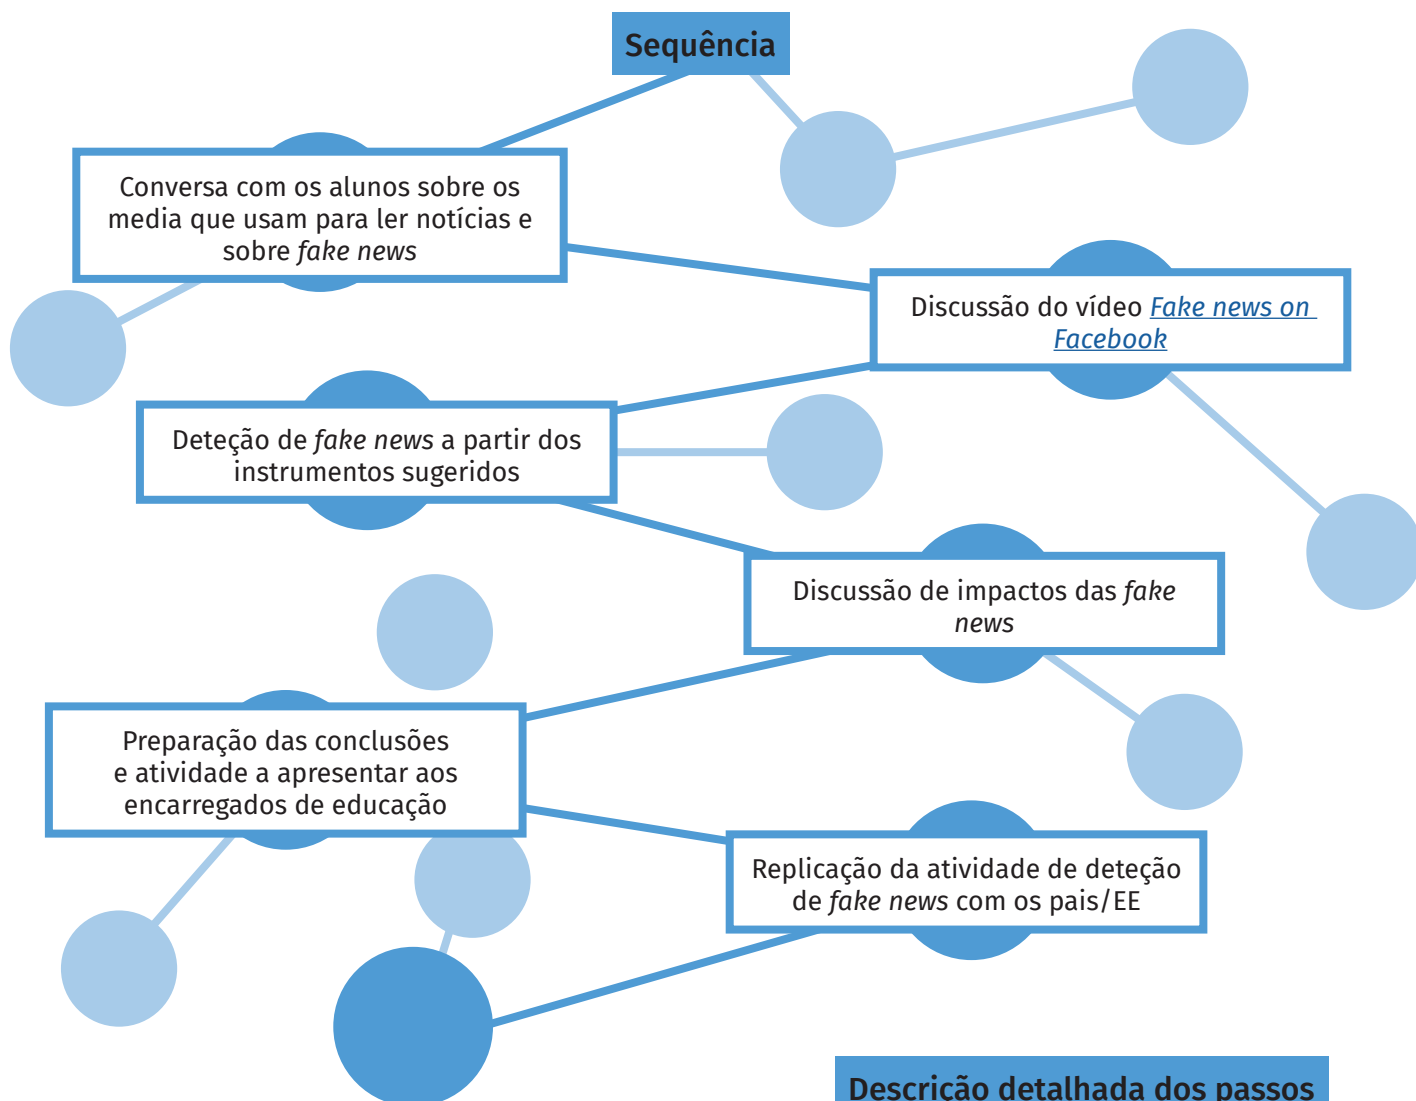 Sequência
Conversa com os alunos sobre os
media que usam para ler notícias e
sobre fake news
Discussão do vídeo Fake news on
Facebook
Deteção de fake news a partir dos
instrumentos sugeridos
Discussão de impactos das fake
news
Preparação das conclusões
e atividade a apresentar aos
encarregados de educação
Replicação da atividade de deteção
de fake news com os pais/EE
Descrição detalhada dos passos